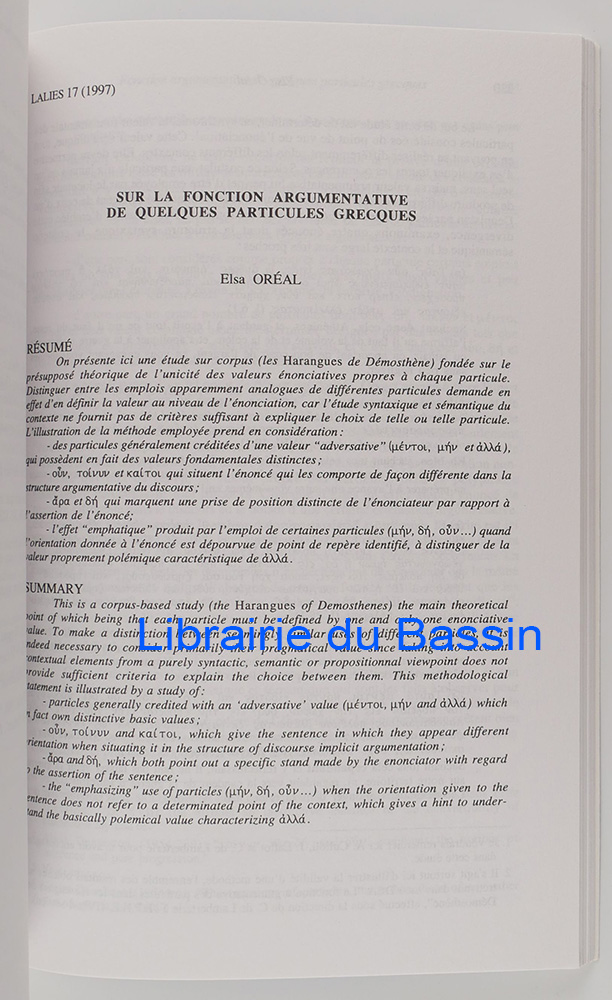 LALIES 17 (1997)
SUR LA FONCTION ARGUMENTATIVE
DE QUELQUES PARTICULES GRECQUES
Elsa ORÉAL
RÉSUMÉ
On présente ici une étude sur corpus (les Harangues de Démosthène) fondée sur le
présupposé théorique de l'unicité des valeurs énonciatives propres à chaque particule.
Distinguer entre les emplois apparemment analogues de différentes particules demande en
effet d'en définir la valeur au niveau de l'énonciation, car l'étude syntaxique et sémantique du
contexte ne fournit pas de critères suffisant à expliquer le choix de telle ou telle particule.
L'illustration de la méthode employée prend en considération :
- des particules généralement créditées d'une valeur "adversative" (μέντοι, μήν et ἀλλά),
qui possèdent en fait des valeurs fondamentales distinctes ;
- οὖν, τοίνυν et καίτοι qui situent l'énoncé qui les comporte de façon différente dans la
structure argumentative du discours ;
- ἄρα et δή qui marquent une prise de position distincte de l'énonciateur par rapport à
l'assertion de l'énoncé;
- l'effet "emphatique" produit par l'emploi de certaines particules (μήν, δή, οὖν...) quand
l'orientation donnée à l'énoncé est dépourvue de point de repère identifié, à distinguer de la
valeur proprement polémique caractéristique de ἀλλά.
SUMMARY
This is a corpus-based study (the Harangues of Demosthenes) the main theoretical
point of which being that each particle must be defined by one and only one enonciative
value. To make a distinction between seemingly similar uses of different particles, it is
indeed necessary to consider primarily their pragmatical value since taking into account
contextual elements from a purely syntactic, semantic or propositionnal viewpoint does not
provide sufficient criteria to explain the choice between them. This methodological
statement is illustrated by a study of :
- particles generally credited with an 'adversative' value (μέντοι, μήν and ἀλλά) which
in fact own distinctive basic values ;
- οὖν, τοίνυν and καίτοι, which give the sentence in which they appear different
orientation when situating it in the structure of discourse implicit argumentation ;
- ἄρα and δή, which both point out a specific stand made by the enonciator with regard
to the assertion of the sentence ;
- the "emphasizing" use of particles (μήν, δή, οὖν...) when the orientation given to the
sentence does not refer to a determinated point of the context, which gives a hint to under-
stand the basically polemical value characterizing ἀλλά.
Librairie du Bassin